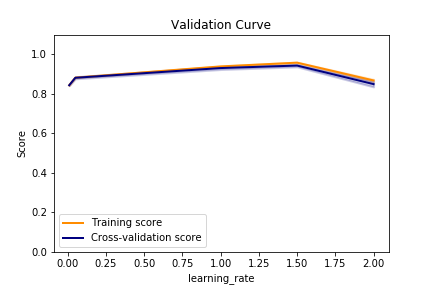 Validation Curve
1.0
0.8
0.6
0.4
0.2
0.0
Score
Training score
Cross-validation score
0.00 0.25 0.50 0.75 1.00 1.25 1.50 1.75 2.00
learning_rate